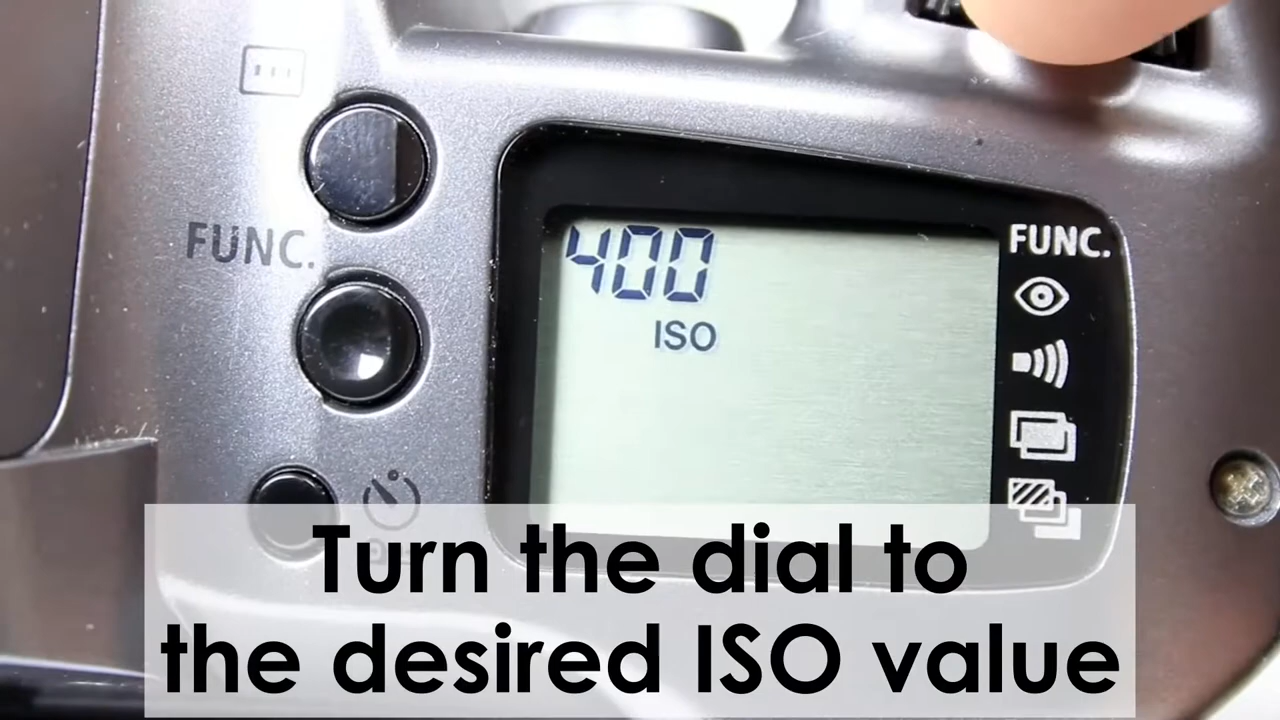 FUNC.
400
ISO
FUNC.
Turn the dial to
the desired ISO value